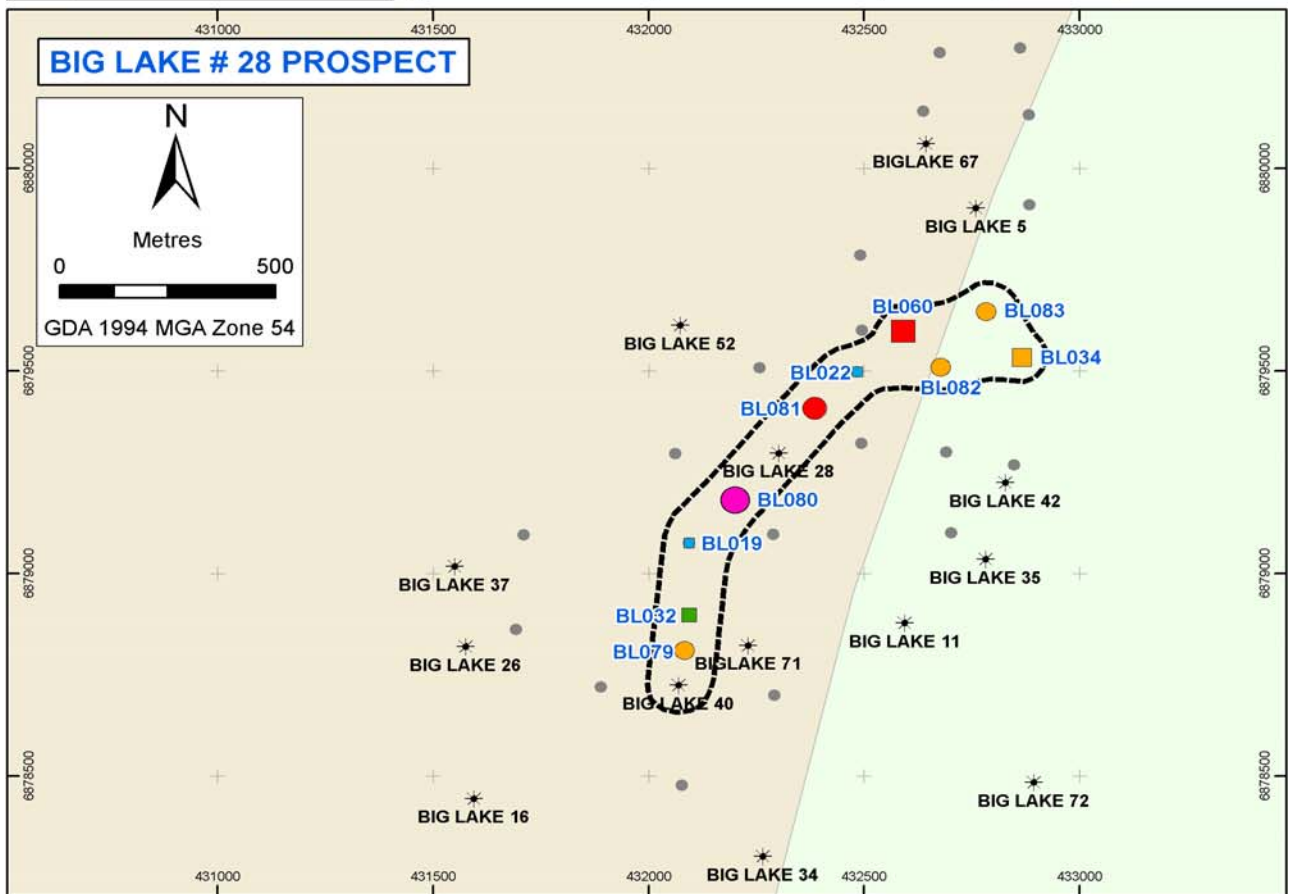 431000 431500 432000 432500 433000
BIG LAKE # 28 PROSPECT
N
Metres
0 500
GDA 1994 MGA Zone 54
6880000 6880000
BIGLAKE 67
BIG LAKE 5
BL060
BL083
BIG LAKE 52
BL034
6879500 6879500
BL022
BL082
BL081
BIG LAKE 28
BL080
BIG LAKE 42
BL019
6879000 6879000
BIG LAKE 37
BIG LAKE 35
BL032
BIG LAKE 11
BL079
BIGLAKE 71
BIG LAKE 26
BIG LAKE 40
6878500 6878500
BIG LAKE 72
BIG LAKE 16
BIG LAKE 34
431000 431500 432000 432500 433000